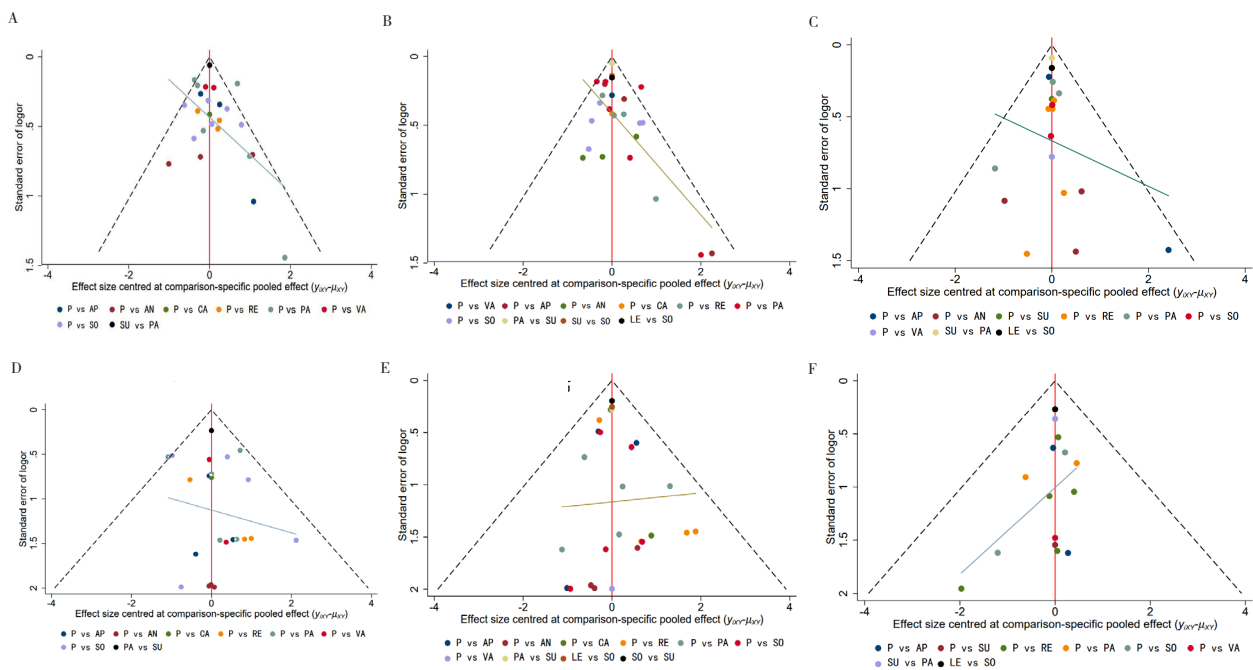 A
B
C
Standard error of logor
0
.5
1
1.5
-4
-2
0
2
4
Effect size centred at comparison-specific pooled effect (yiXY-μXY)
P vs AP P vs AN P vs CA P vs RE P vs PA P vs VA
P vs SO SU vs PA
Standard error of logor
0
.5
1
1.5
-4
-2
0
2
4
Effect size centred at comparison-specific pooled effect (yiXY-μXY)
P vs VA P vs AP P vs AN P vs CA P vs RE P vs PA
P vs SO PA vs SU SU vs SO LE vs SO
Standard error of logor
0
.5
1
1.5
-4
-2
0
2
4
Effect size centred at comparison-specific pooled effect (yiXY-μXY)
P vs AP P vs AN P vs SU P vs RE P vs PA P vs SO
P vs VA SU vs PA LE vs SO
D
E
F
Standard error of logor
0
.5
1
1.5
2
-4
-2
0
2
4
Effect size centred at comparison-specific pooled effect (yiXY-μXY)
P vs AP P vs AN P vs CA P vs RE P vs PA P vs VA
P vs SO PA vs SU
Standard error of logor
0
.5
1
1.5
2
-4
-2
0
2
4
Effect size centred at comparison-specific pooled effect (yiXY-μXY)
P vs AP P vs AN P vs CA P vs RE P vs PA P vs SO
P vs VA PA vs SU LE vs SO SO vs SU
Standard error of logor
0
.5
1
1.5
2
-4
-2
0
2
4
Effect size centred at comparison-specific pooled effect (yiXY-μXY)
P vs AP P vs SU P vs RE P vs PA P vs SO P vs VA
SU vs PA LE vs SO